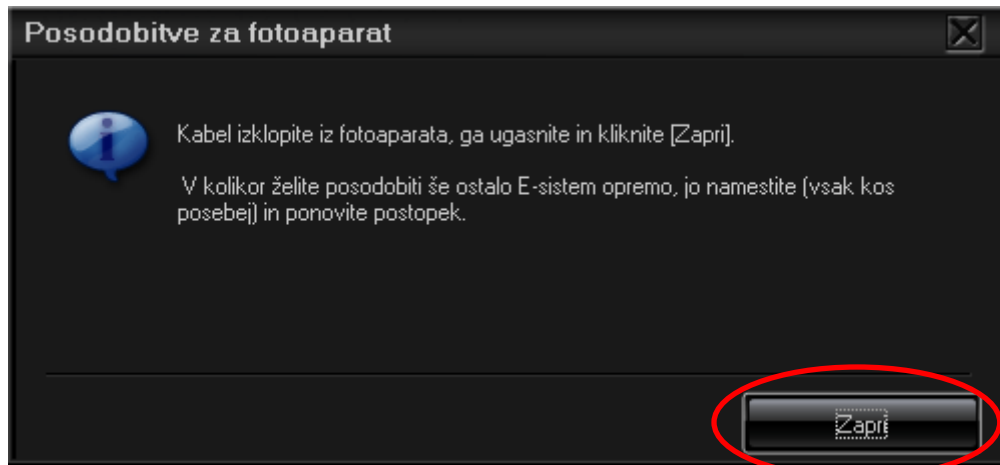 Posodobitve za fotoaparat
Kabel izklopite iz fotoaparata, ga ugasnite in kliknite [Zapri].
V kolikor želite posodobiti še ostalo E-sistem opremo, jo namestite (vsak kos
posebej) in ponovite postopek.
Zapri